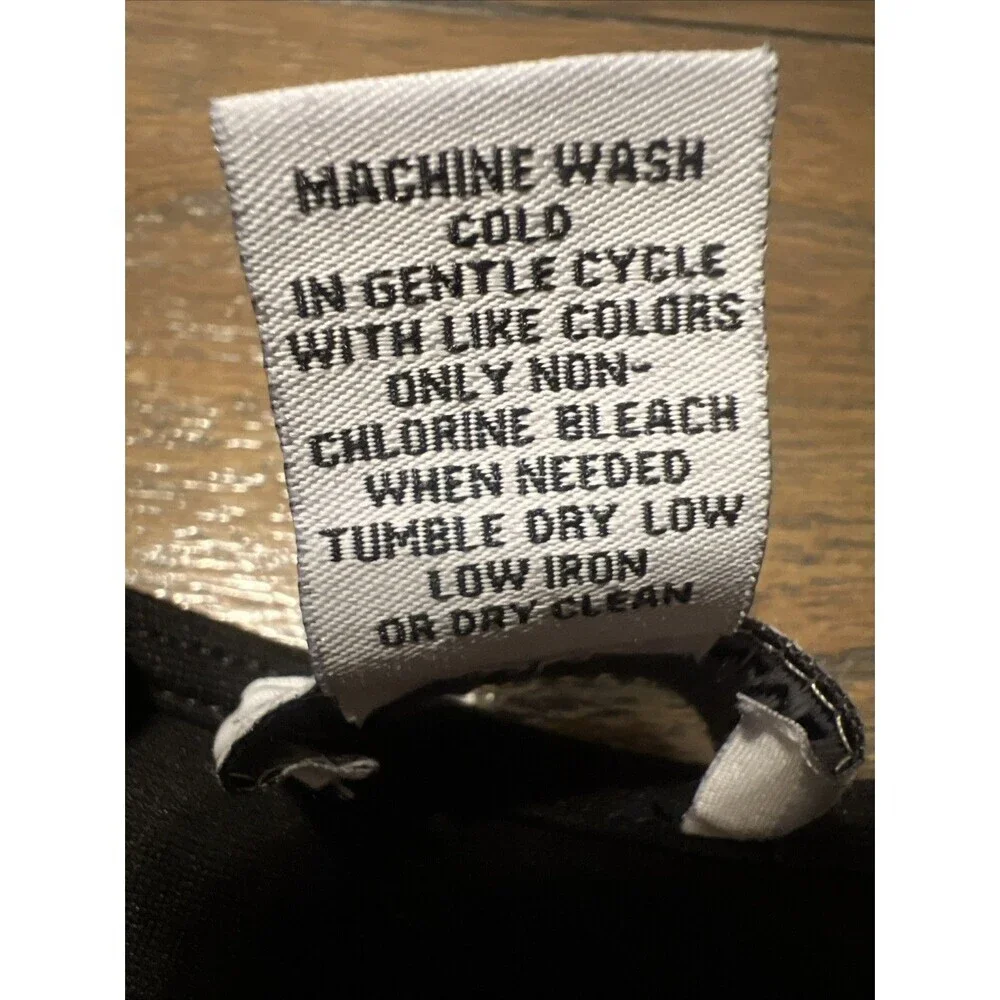 MACHINE WASH
COLD
IN GENTLE CYCLE
WITH LIKE COLORS
ONLY NON-
CHLORINE BLEACH
WHEN NEEDED
TUMBLE DRY LOW
LOW IRON
OR DRY CLEAN